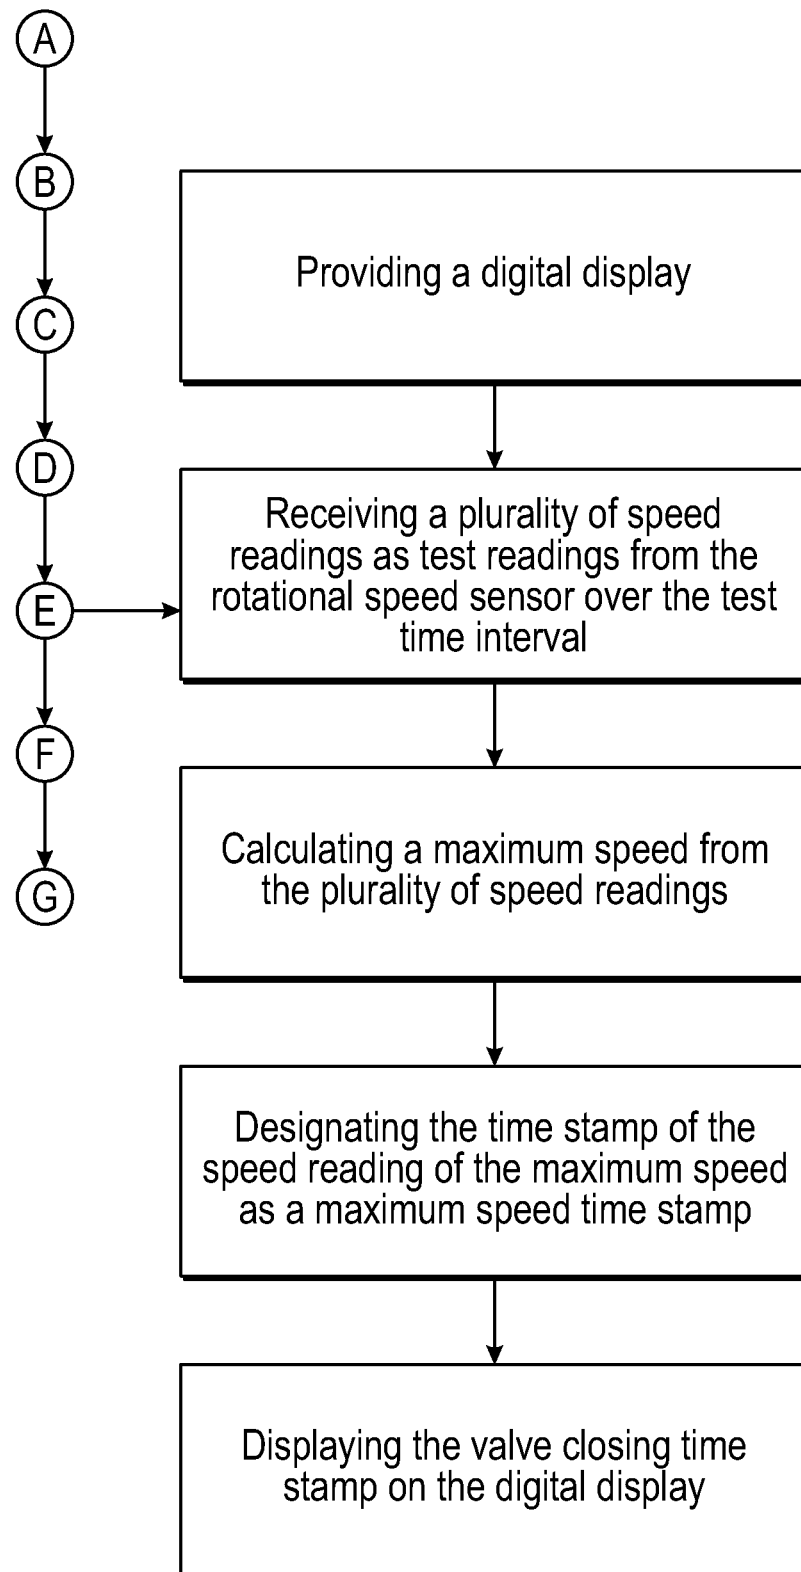 A
B
C
D
E
F
G
Providing a digital display
Receiving a plurality of speed
readings as test readings from the
rotational speed sensor over the test
time interval
Calculating a maximum speed from
the plurality of speed readings
Designating the time stamp of the
speed reading of the maximum speed
as a maximum speed time stamp
Displaying the valve closing time
stamp on the digital display